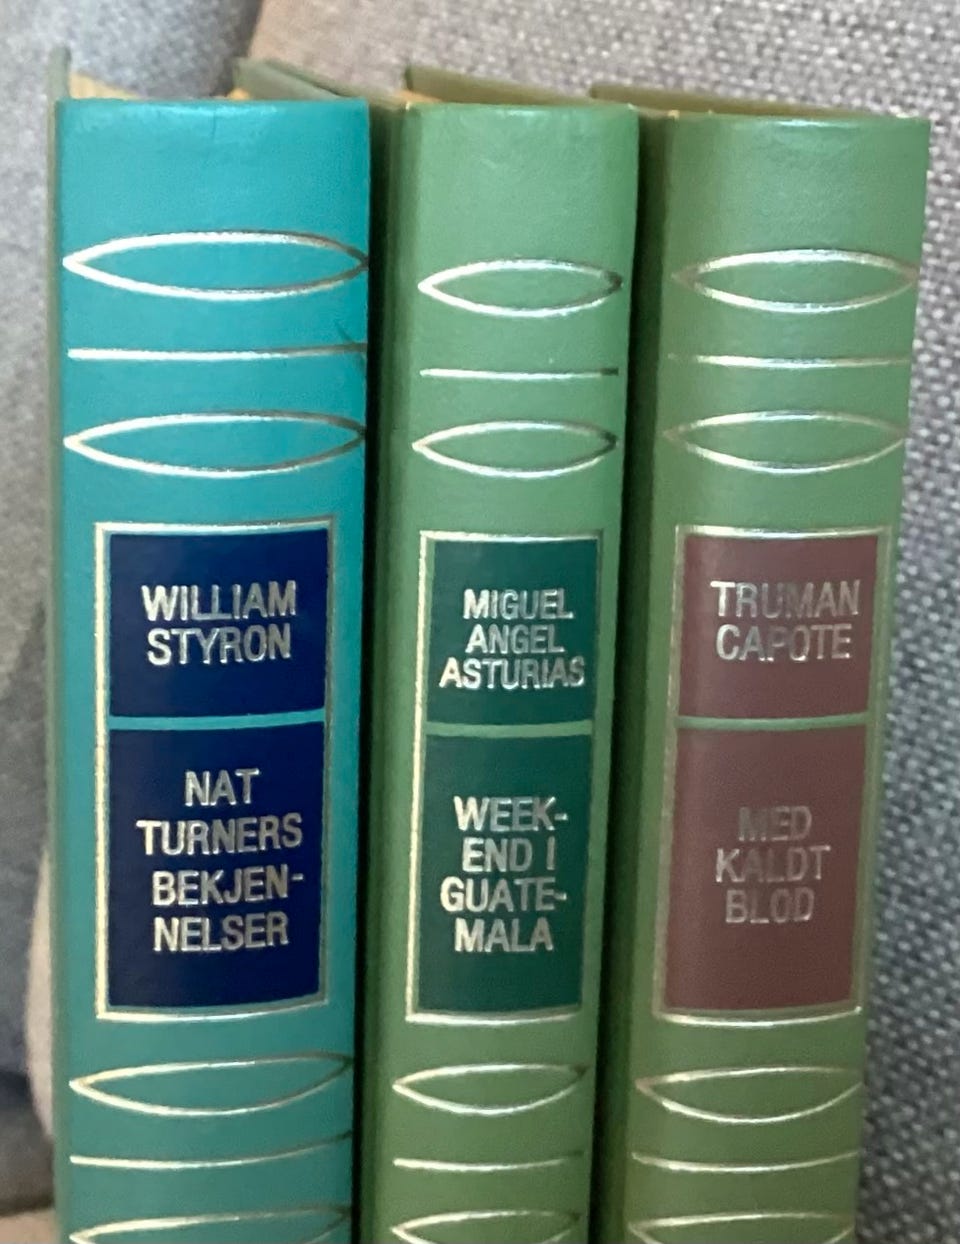 WILLIAM
STYRON
NAT
TURNERS
BEKJEN-
NELSER
MIGUEL
ANGEL
ASTURIAS
WEEK-
END I
GUATE-
MALA
TRUMAN
CAPOTE
MED
KALDT
BLOD